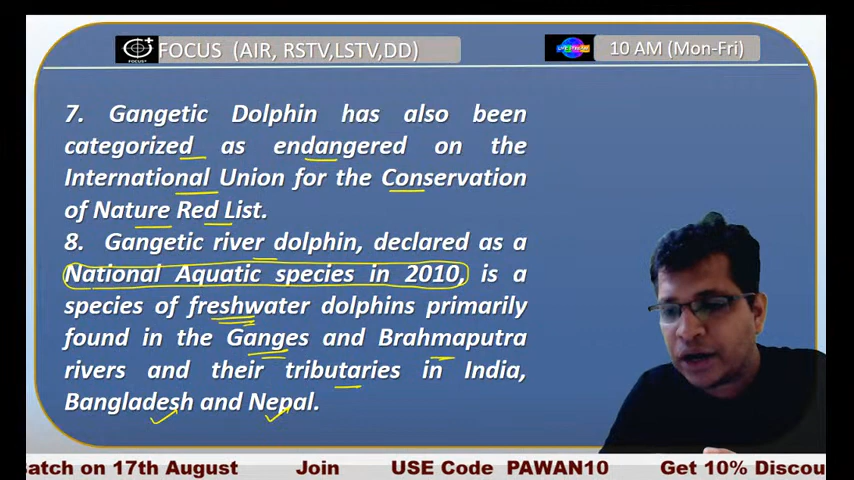 FOCUS (AIR, RSTV,LSTV,DD)
10 AM (Mon-Fri)
7. Gangetic Dolphin has also been
categorized as endangered on the
International Union for the Conservation
of Nature Red List.
8. Gangetic river dolphin, declared as a
National Aquatic species in 2010, is a
species of freshwater dolphins primarily
found in the Ganges and Brahmaputra
rivers and their tributaries in India,
Bangladesh and Nepal.
Batch on 17th August Join USE Code PAWAN10 Get 10% Discou